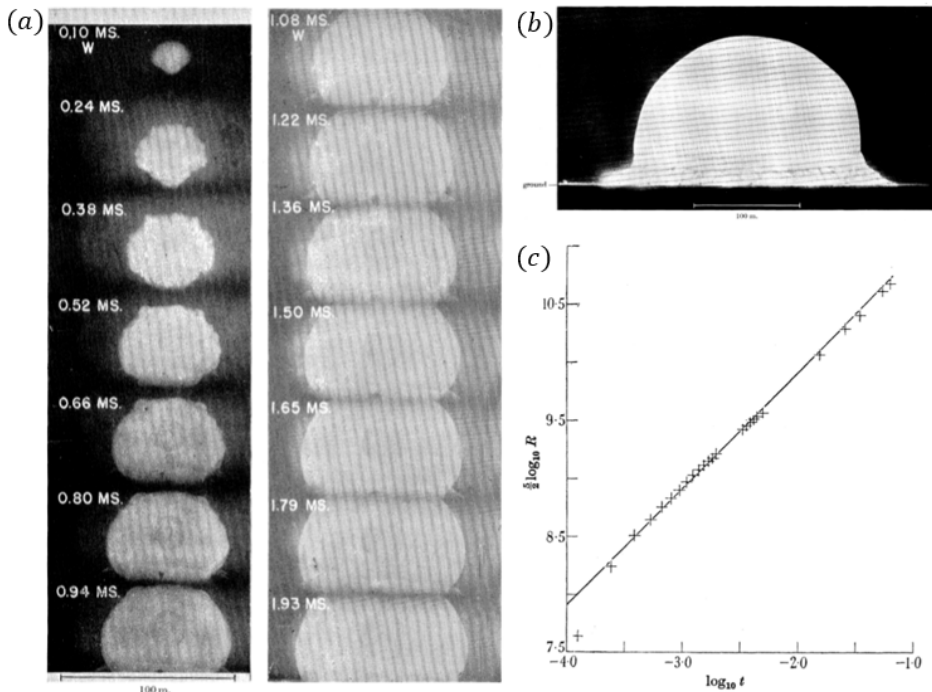 (a)
0.10 MS.
W
0.24 MS.
0.38 MS.
0.52 MS.
0.66 MS.
0.80 MS.
0.94 MS.
100 m.
1.08 MS.
W
1.22 MS.
1.36 MS.
1.50 MS.
1.65 MS.
1.79 MS.
1.93 MS.
(b)
ground
100 m.
(c)
10·5
9·5
8·5
7·5
5/2 log₁₀ R
-4·0
-3·0
-2·0
-1·0
log₁₀ t